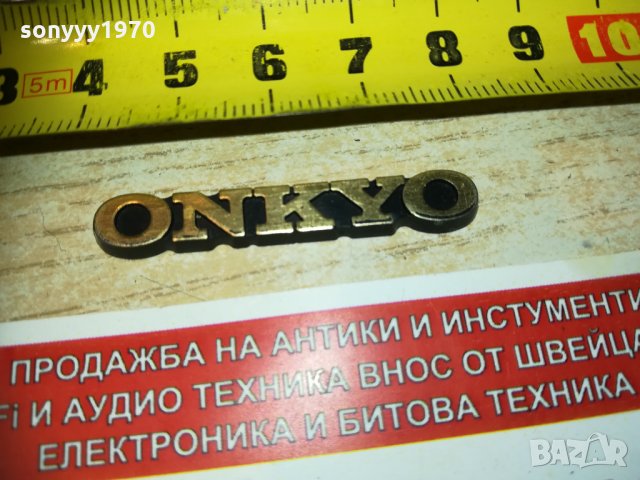 sonyyy1970
3 5m 4 5 6 7 8 9 10
ONKYO
ПРОДАЖБА НА АНТИКИ И ИНСТУМЕНТИ
Fi И АУДИО ТЕХНИКА ВНОС ОТ ШВЕЙЦА
ЕЛЕКТРОНИКА И БИТОВА ТЕХНИКА
BAZAR